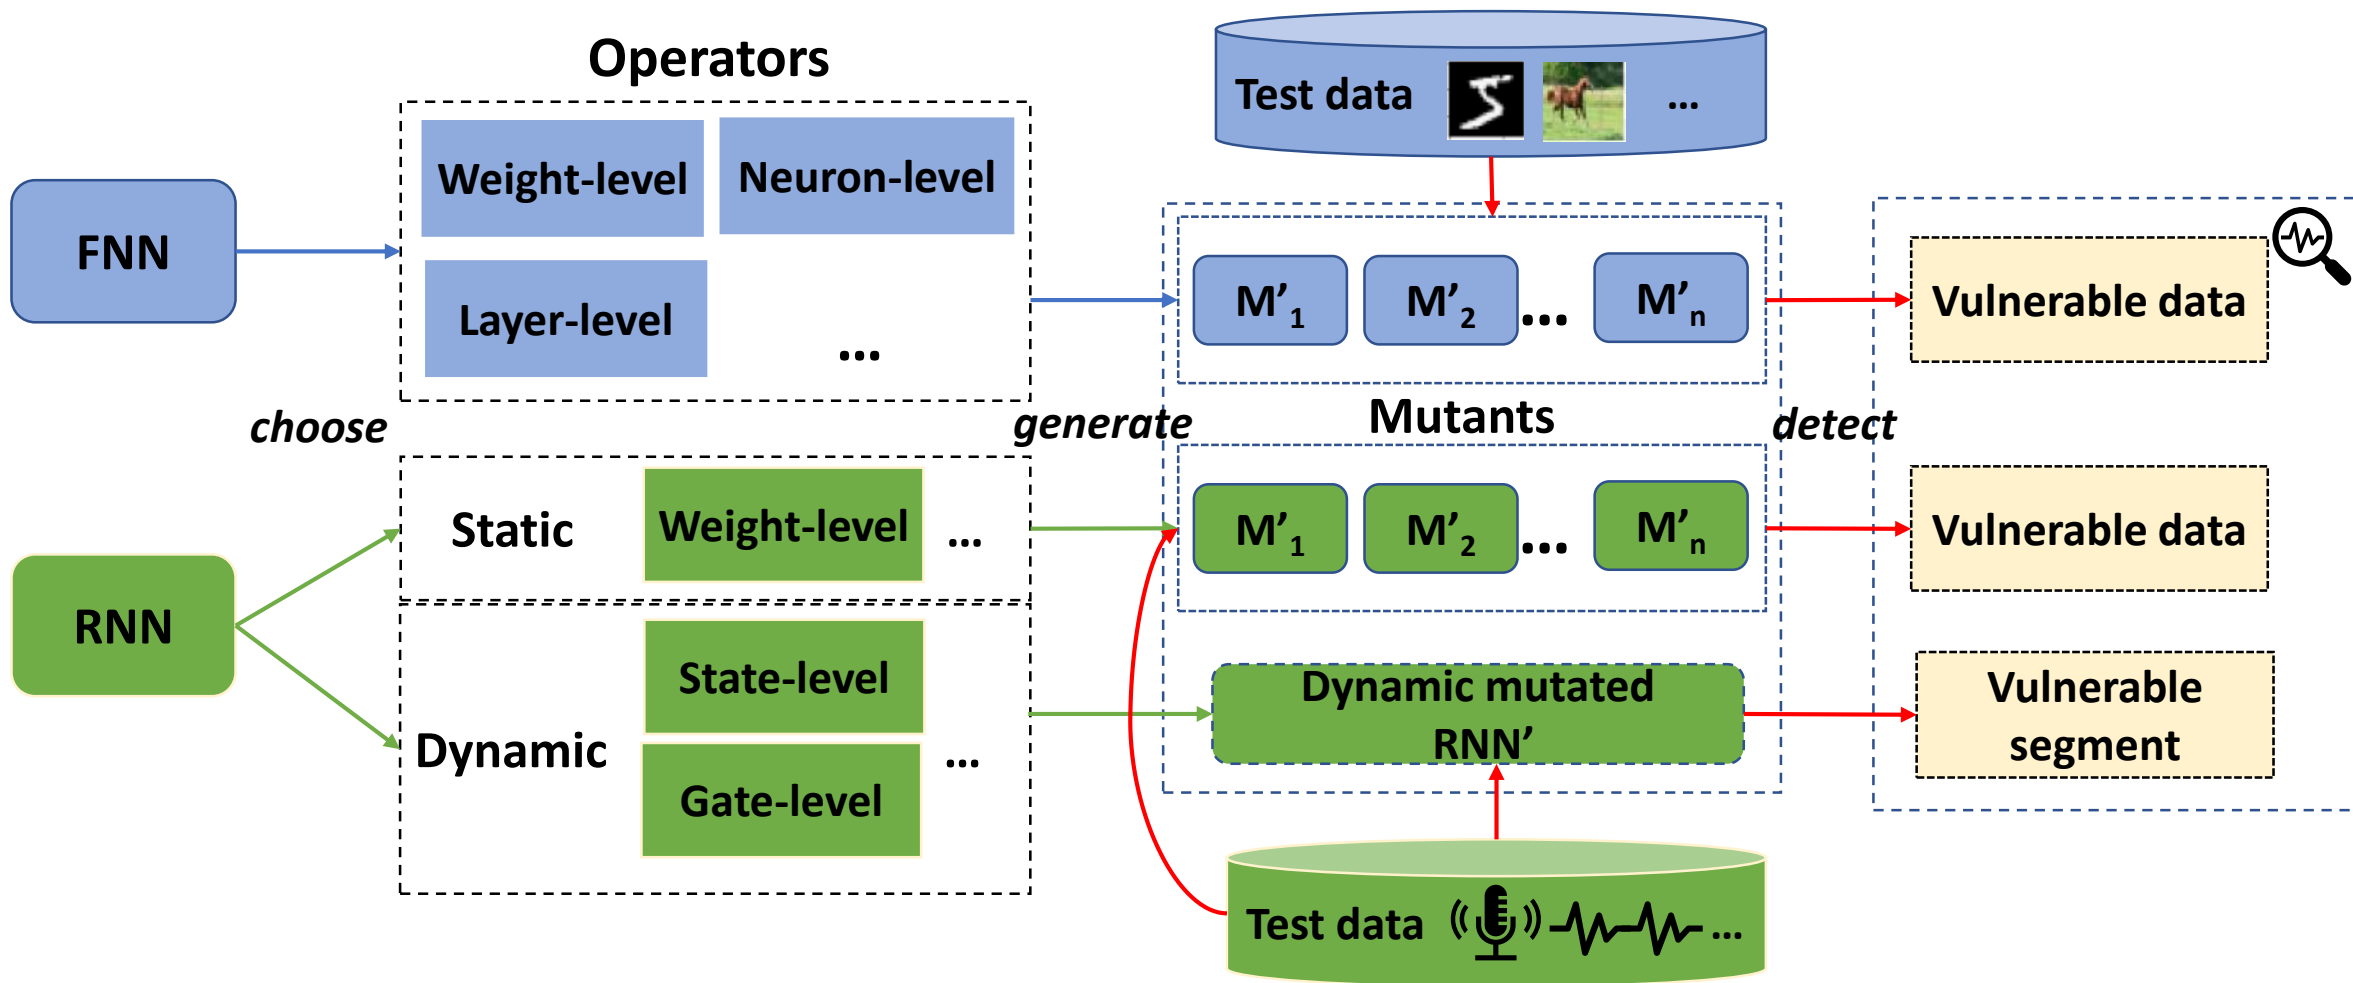 Operators
Test data ...
Weight-level
Neuron-level
FNN
Layer-level
...
M’1
M’2
...
M’n
Vulnerable data
choose
generate
Mutants
detect
Static
Weight-level
...
M’1
M’2
...
M’n
Vulnerable data
RNN
Dynamic
State-level
Gate-level
...
Dynamic mutated
RNN’
Vulnerable
segment
Test data ...